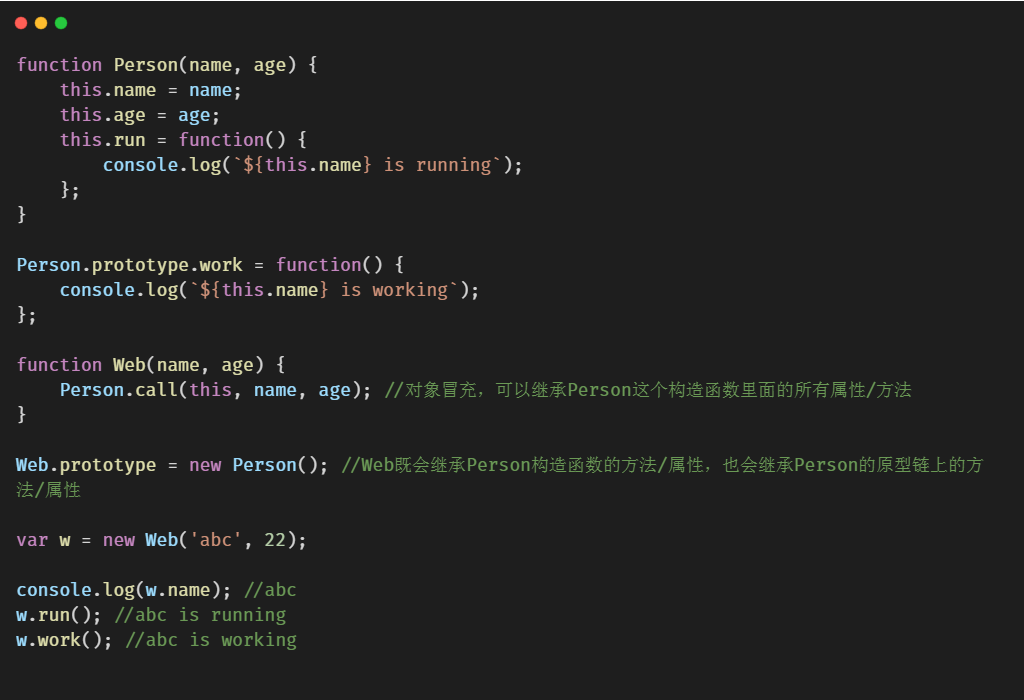 function Person(name, age) {
    this.name = name;
    this.age = age;
    this.run = function() {
        console.log(`${this.name} is running`);
    };
}

Person.prototype.work = function() {
    console.log(`${this.name} is working`);
};

function Web(name, age) {
    Person.call(this, name, age); //对象冒充，可以继承Person这个构造函数里面的所有属性/方法
}

Web.prototype = new Person(); //Web既会继承Person构造函数的方法/属性，也会继承Person的原型链上的方
法/属性

var w = new Web('abc', 22);

console.log(w.name); //abc
w.run(); //abc is running
w.work(); //abc is working